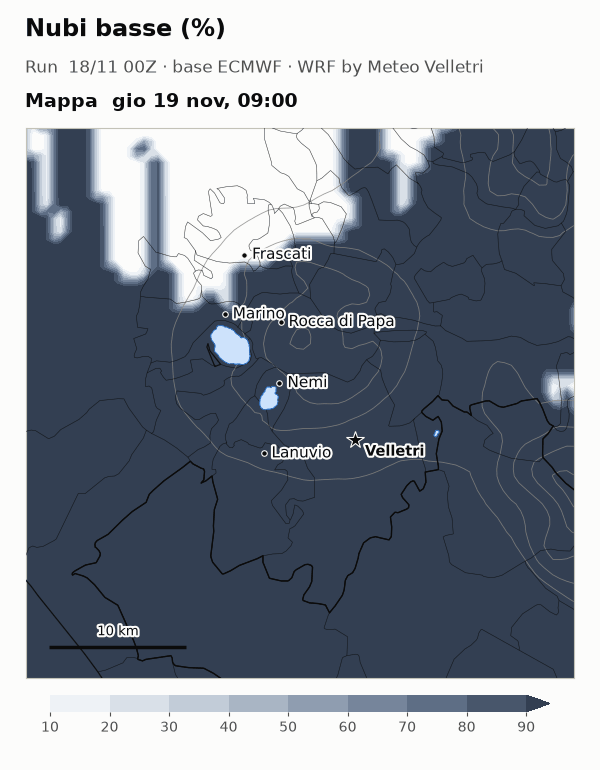 Nubi basse (%)
Run  18/11 00Z · base ECMWF · WRF by Meteo Velletri
Mappa  gio 19 nov, 09:00
Frascati
Marino
Rocca di Papa
Nemi
Velletri
Lanuvio
10 km
10 20 30 40 50 60 70 80 90